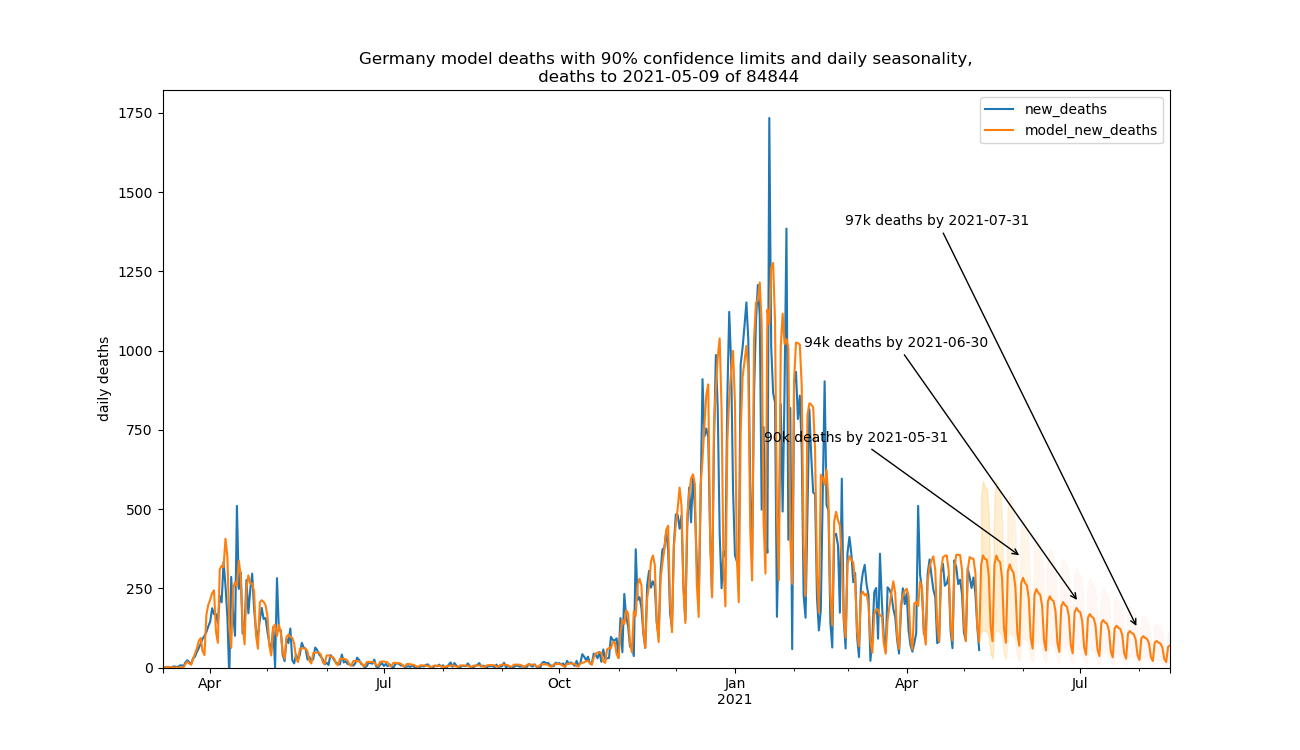 Germany model deaths with 90% confidence limits and daily seasonality,
deaths to 2021-05-09 of 84844
new_deaths
model_new_deaths
1750
1500
1250
1000
750
500
250
0
daily deaths
97k deaths by 2021-07-31
94k deaths by 2021-06-30
90k deaths by 2021-05-31
Apr Jul Oct Jan Apr Jul
2021